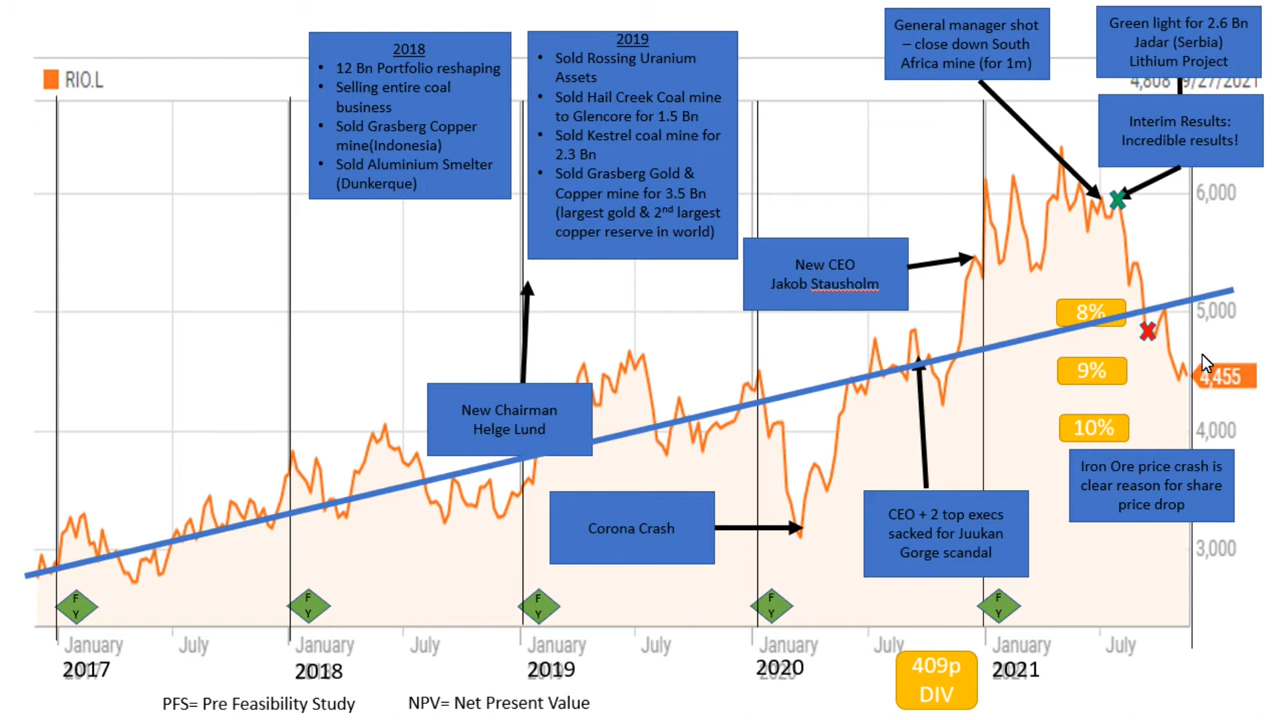 RIO.L
2018
• 12 Bn Portfolio reshaping
• Selling entire coal
business
• Sold Grasberg Copper
mine(Indonesia)
• Sold Aluminium Smelter
(Dunkerque)
2019
• Sold Rossing Uranium
Assets
• Sold Hail Creek Coal mine
to Glencore for 1.5 Bn
• Sold Kestrel coal mine for
2.3 Bn
• Sold Grasberg Gold &
Copper mine for 3.5 Bn
(largest gold & 2nd largest
copper reserve in world)
General manager shot
– close down South
Africa mine (for 1m)
Green light for 2.6 Bn
Jadar (Serbia)
Lithium Project
4,808 9/27/2021
Interim Results:
Incredible results!
New CEO
Jakob Stausholm
New Chairman
Helge Lund
Corona Crash
CEO + 2 top execs
sacked for Juukan
Gorge scandal
8%
9%
10%
Iron Ore price crash is
clear reason for share
price drop
6,000
5,000
4,455
4,000
3,000
F
Y
F
Y
F
Y
F
Y
F
Y
January July January July January July January July January July
2017 2018 2019 2020 2021
409p
DIV
PFS= Pre Feasibility Study NPV= Net Present Value